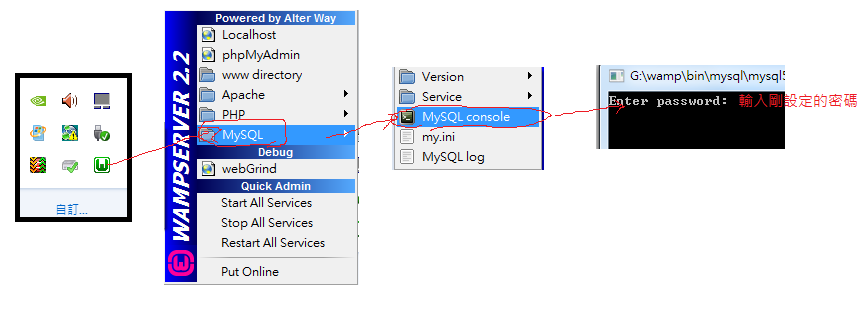 自訂...
WAMPSERVER 2.2
Powered by Alter Way
Localhost
phpMyAdmin
www directory
Apache
PHP
MySQL
Debug
webGrind
Quick Admin
Start All Services
Stop All Services
Restart All Services
Put Online
Version
Service
MySQL console
my.ini
MySQL log
G:\wamp\bin\mysql\mysql5
Enter password: 輸入剛設定的密碼